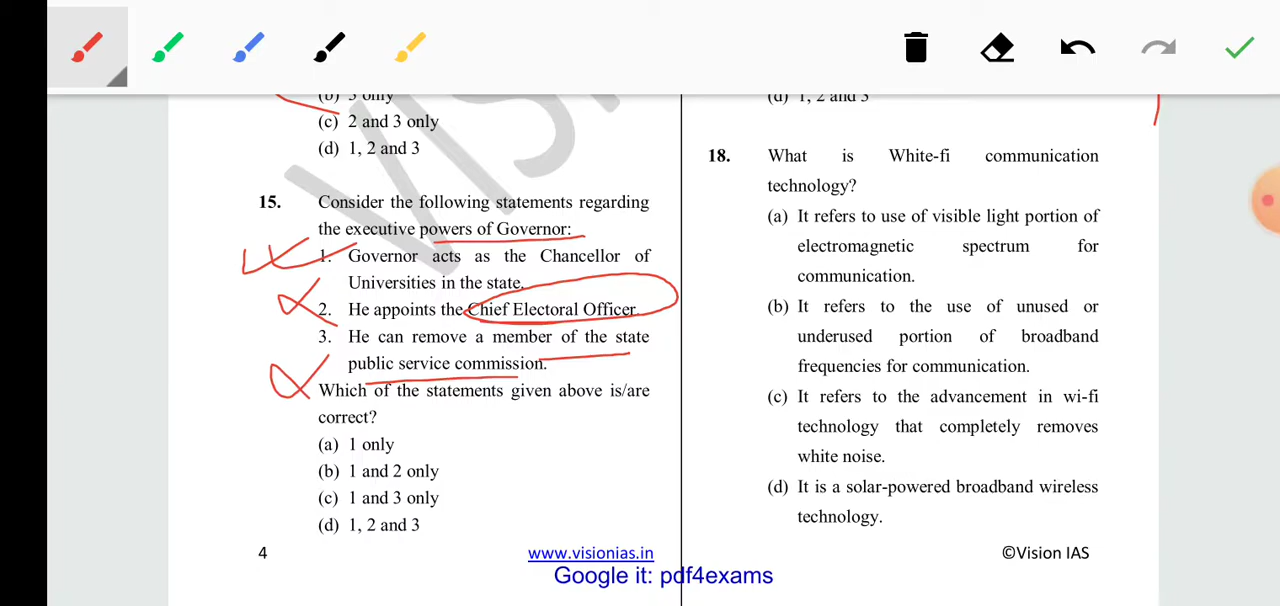 (b) 3 only
(c) 2 and 3 only
(d) 1, 2 and 3
15. Consider the following statements regarding
the executive powers of Governor:
1. Governor acts as the Chancellor of
Universities in the state.
2. He appoints the Chief Electoral Officer.
3. He can remove a member of the state
public service commission.
Which of the statements given above is/are
correct?
(a) 1 only
(b) 1 and 2 only
(c) 1 and 3 only
(d) 1, 2 and 3
(d) 1, 2 and 3
18. What is White-fi communication
technology?
(a) It refers to use of visible light portion of
electromagnetic spectrum for
communication.
(b) It refers to the use of unused or
underused portion of broadband
frequencies for communication.
(c) It refers to the advancement in wi-fi
technology that completely removes
white noise.
(d) It is a solar-powered broadband wireless
technology.
4 www.visionias.in ©Vision IAS
Google it: pdf4exams